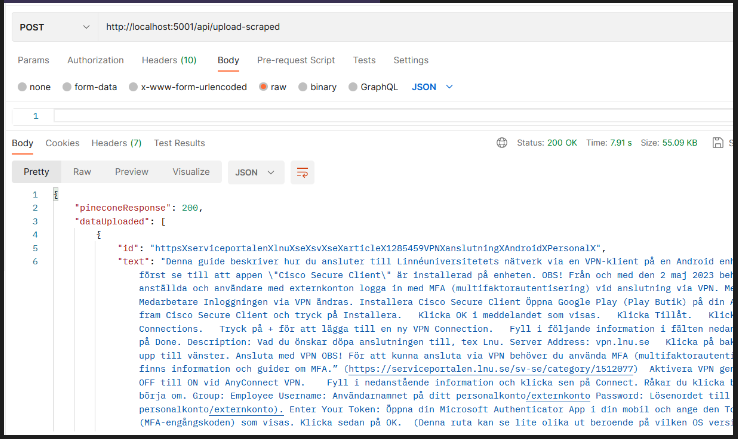 POST http://localhost:5001/api/upload-scraped
Params Authorization Headers (10) Body Pre-request Script Tests Settings
none form-data x-www-form-urlencoded raw binary GraphQL JSON
1
Body Cookies Headers (7) Test Results Status: 200 OK Time: 7.91 s Size: 55.09 KB S
Pretty Raw Preview Visualize JSON
1 {
2 "pineconeResponse": 200,
3 "dataUploaded": [
4 {
5 "id": "httpsXserviceportalenXlnuXseXsvXseXarticleX1285459VPNXanslutningXAndroidXPersonalX",
6 "text": "Denna guide beskriver hur du ansluter till Linnéuniversitetets nätverk via en VPN-klient på en Android enh
först se till att appen \"Cisco Secure Client\" är installerad på enheten. OBS! Från och med den 2 maj 2023 beh
anställda och användare med externkonton logga in med MFA (multifaktorautentisering) vid anslutning via VPN. Me
Medarbetare Inloggningen via VPN ändras. Installera Cisco Secure Client Öppna Google Play (Play Butik) på din A
fram Cisco Secure Client och tryck på Installera. Klicka OK i meddelandet som visas. Klicka Tillåt. Klick
Connections. Tryck på + för att lägga till en ny VPN Connection. Fyll i följande information i fälten nedan
på Done. Description: Vad du önskar döpa anslutningen till, tex Lnu. Server Address: vpn.lnu.se Klicka på bak
upp till vänster. Ansluta med VPN OBS! För att kunna ansluta via VPN behöver du använda MFA (multifaktorautenti
finns information och guider om MFA.” (https://serviceportalen.lnu.se/sv-se/category/1512077) Aktivera VPN gen
OFF till ON vid AnyConnect VPN. Fyll i nedanstående information och klicka sen på Connect. Råkar du klicka b
börja om. Group: Employee Username: Användarnamnet på ditt personalkonto/externkonto Password: Lösenordet till
personalkonto/externkonto). Enter Your Token: Öppna din Microsoft Authenticator App i din mobil och ange den To
(MFA-engångskoden) som visas. Klicka sedan på OK. (Denna ruta kan se lite olika ut beroende på vilken OS versi